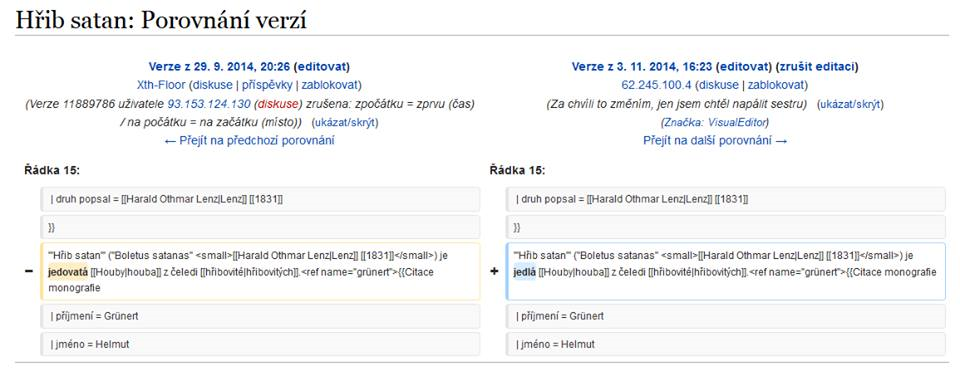 Hřib satan: Porovnání verzí
Verze z 29. 9. 2014, 20:26 (editovat)
Xth-Floor (diskuse | příspěvky | zablokovat)
(Verze 11889786 uživatele 93.153.124.130 (diskuse) zrušena: zpočátku = zprvu (čas)
/ na počátku = na začátku (místo)) (ukázat/skrýt)
← Přejít na předchozí porovnání
Verze z 3. 11. 2014, 16:23 (editovat) (zrušit editaci)
62.245.100.4 (diskuse | zablokovat)
(Za chvíli to změním, jen jsem chtěl napálit sestru) (ukázat/skrýt)
(Značka: VisualEditor)
Přejít na další porovnání →
Řádka 15:
| druh popsal = [[Harald Othmar Lenz|Lenz]] [[1831]]
}}
− '''Hřib satan''' (''Boletus satanas'' <small>[[Harald Othmar Lenz|Lenz]] [[1831]]</small>) je
jedovatá [[Houby|houba]] z čeledi [[hřibovité|hřibovitých]].<ref name="grünert">{{Citace
monografie
| příjmení = Grünert
| jméno = Helmut
Řádka 15:
| druh popsal = [[Harald Othmar Lenz|Lenz]] [[1831]]
}}
+ '''Hřib satan''' (''Boletus satanas'' <small>[[Harald Othmar Lenz|Lenz]] [[1831]]</small>) je
jedlá [[Houby|houba]] z čeledi [[hřibovité|hřibovitých]].<ref name="grünert">{{Citace monografie
| příjmení = Grünert
| jméno = Helmut